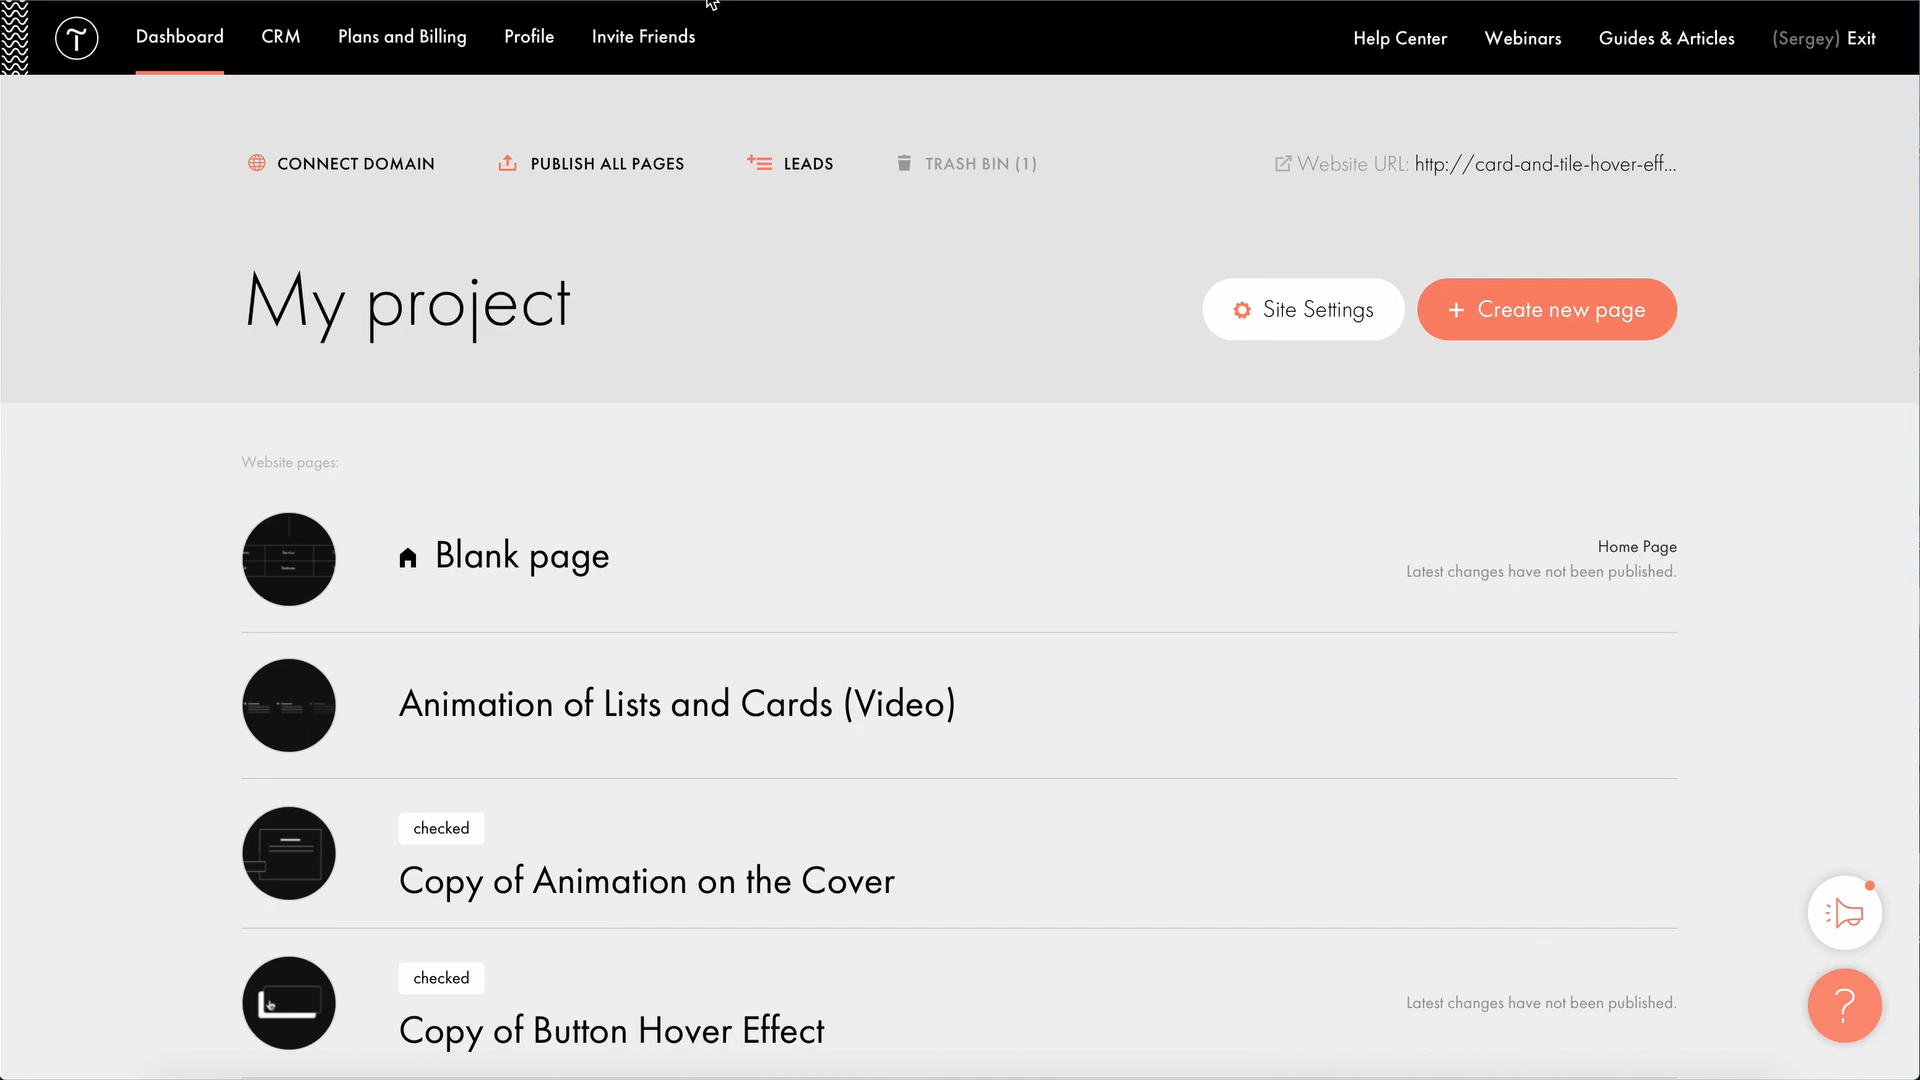 Dashboard
CRM
Plans and Billing
Profile
Invite Friends
Help Center
Webinars
Guides & Articles
(Sergey) Exit
CONNECT DOMAIN
PUBLISH ALL PAGES
LEADS
TRASH BIN (1)
Website URL: http://card-and-tile-hover-eff...
My project
Site Settings
+ Create new page
Website pages:
Blank page
Home Page
Latest changes have not been published.
Animation of Lists and Cards (Video)
checked
Copy of Animation on the Cover
checked
Copy of Button Hover Effect
Latest changes have not been published.
?